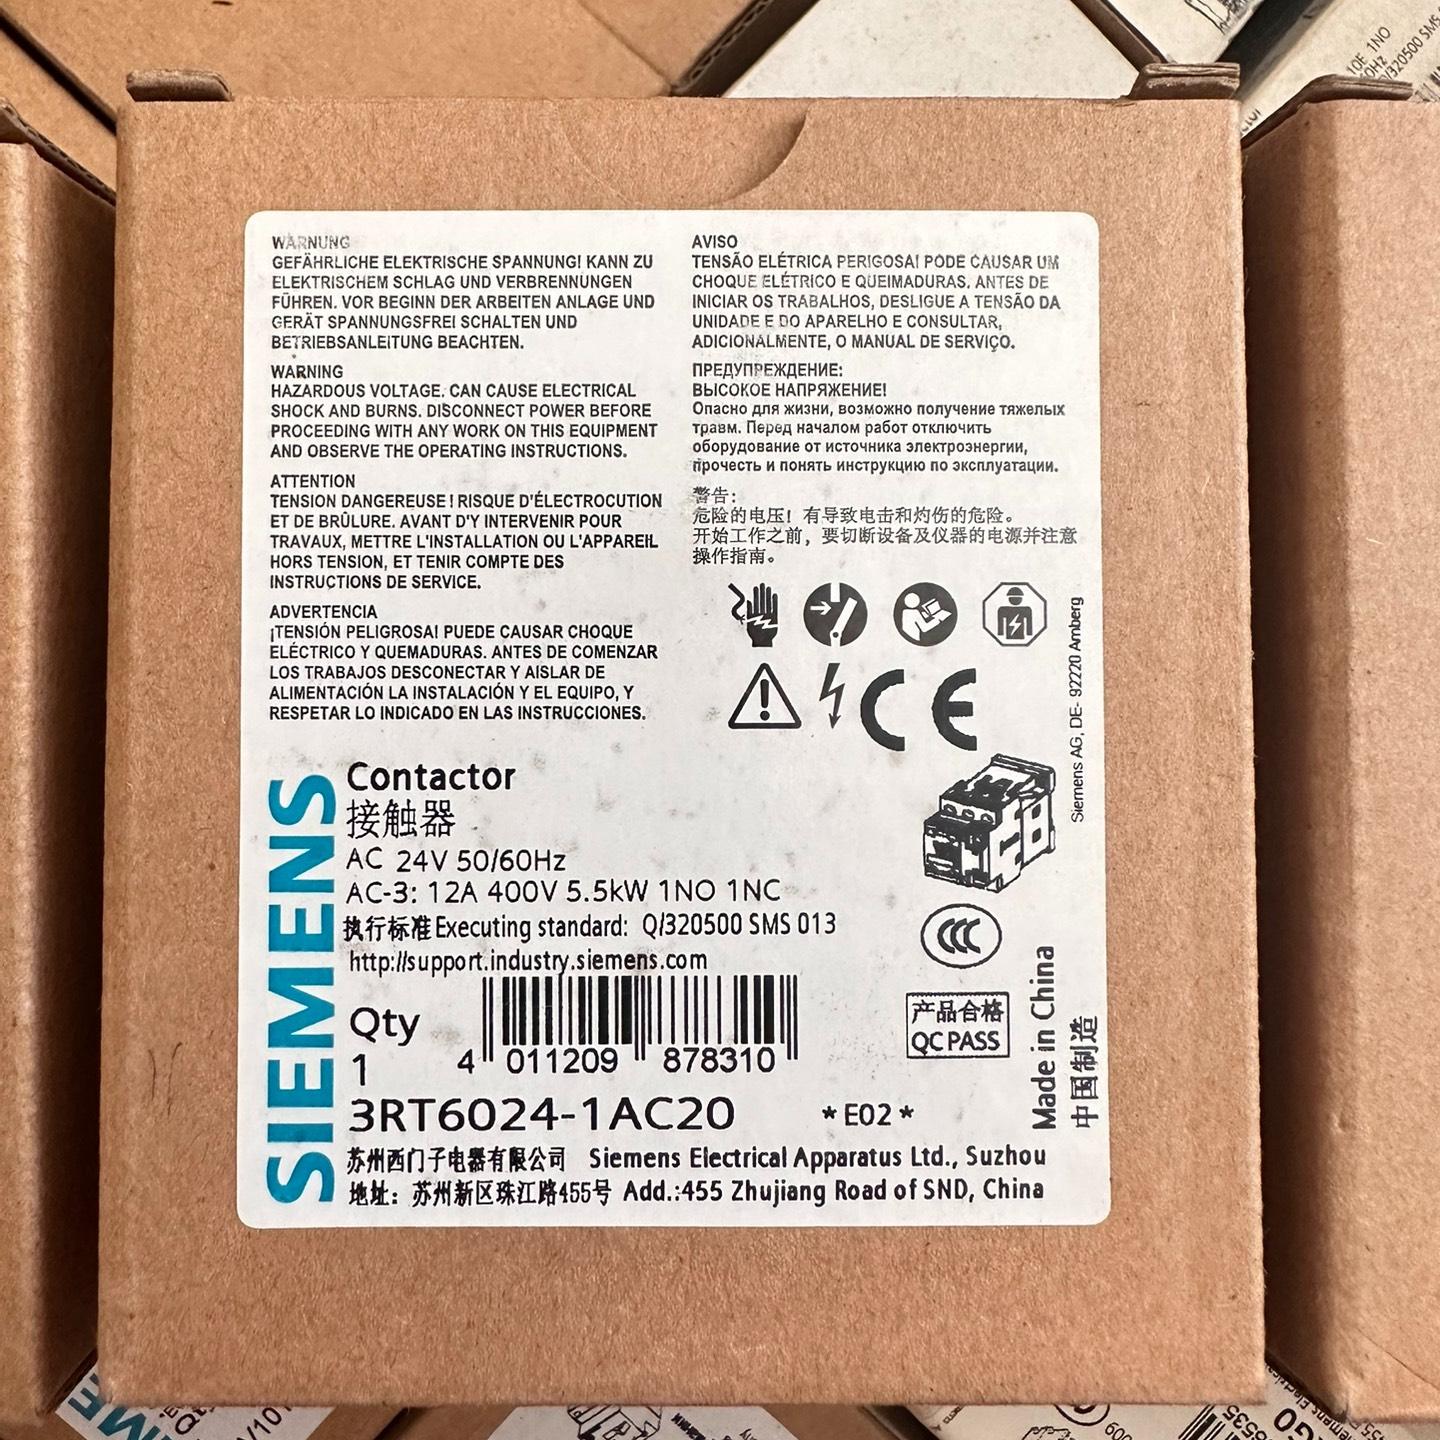 WARNUNG
GEFÄHRLICHE ELEKTRISCHE SPANNUNG! KANN ZU
ELEKTRISCHEM SCHLAG UND VERBRENNUNGEN
FÜHREN. VOR BEGINN DER ARBEITEN ANLAGE UND
GERÄT SPANNUNGSFREI SCHALTEN UND
BETRIEBSANLEITUNG BEACHTEN.
WARNING
HAZARDOUS VOLTAGE. CAN CAUSE ELECTRICAL
SHOCK AND BURNS. DISCONNECT POWER BEFORE
PROCEEDING WITH ANY WORK ON THIS EQUIPMENT
AND OBSERVE THE OPERATING INSTRUCTIONS.
ATTENTION
TENSION DANGEREUSE ! RISQUE D'ÉLECTROCUTION
ET DE BRÛLURE. AVANT D'Y INTERVENIR POUR
TRAVAUX, METTRE L'INSTALLATION OU L'APPAREIL
HORS TENSION, ET TENIR COMPTE DES
INSTRUCTIONS DE SERVICE.
ADVERTENCIA
¡TENSIÓN PELIGROSA! PUEDE CAUSAR CHOQUE
ELÉCTRICO Y QUEMADURAS. ANTES DE COMENZAR
LOS TRABAJOS DESCONECTAR Y AISLAR DE
ALIMENTACIÓN LA INSTALACIÓN Y EL EQUIPO, Y
RESPETAR LO INDICADO EN LAS INSTRUCCIONES.
AVISO
TENSÃO ELÉTRICA PERIGOSA! PODE CAUSAR UM
CHOQUE ELÉTRICO E QUEIMADURAS. ANTES DE
INICIAR OS TRABALHOS, DESLIGUE A TENSÃO DA
UNIDADE E DO APARELHO E CONSULTAR,
ADICIONALMENTE, O MANUAL DE SERVIÇO.
ПРЕДУПРЕЖДЕНИЕ:
ВЫСОКОЕ НАПРЯЖЕНИЕ!
Опасно для жизни, возможно получение тяжелых
травм. Перед началом работ отключить
оборудование от источника электроэнергии,
прочесть и понять инструкцию по эксплуатации.
警告:
危险的电压! 有导致电击和灼伤的危险。
开始工作之前, 要切断设备及仪器的电源并注意
操作指南。
CE
Siemens AG, DE- 92220 Amberg
SIEMENS
Contactor
接触器
AC 24V 50/60Hz
AC-3: 12A 400V 5.5kW 1NO 1NC
执行标准 Executing standard: Q/320500 SMS 013
http://support.industry.siemens.com
Qty
1
4 011209 878310
3RT6024-1AC20 *E02*
苏州西门子电器有限公司 Siemens Electrical Apparatus Ltd., Suzhou
地址: 苏州新区珠江路455号 Add.:455 Zhujiang Road of SND, China
CCC
产品合格
QC PASS
Made in China
中国制造